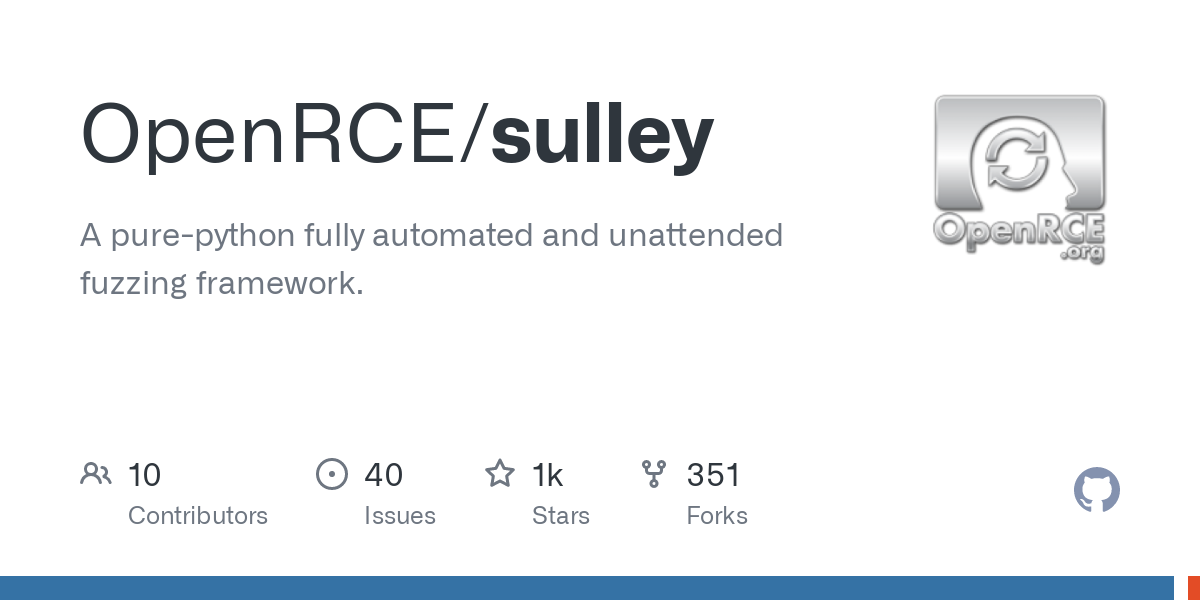 OpenRCE/sulley
A pure-python fully automated and unattended
fuzzing framework.
OpenRCE
.org
10
Contributors
40
Issues
1k
Stars
351
Forks